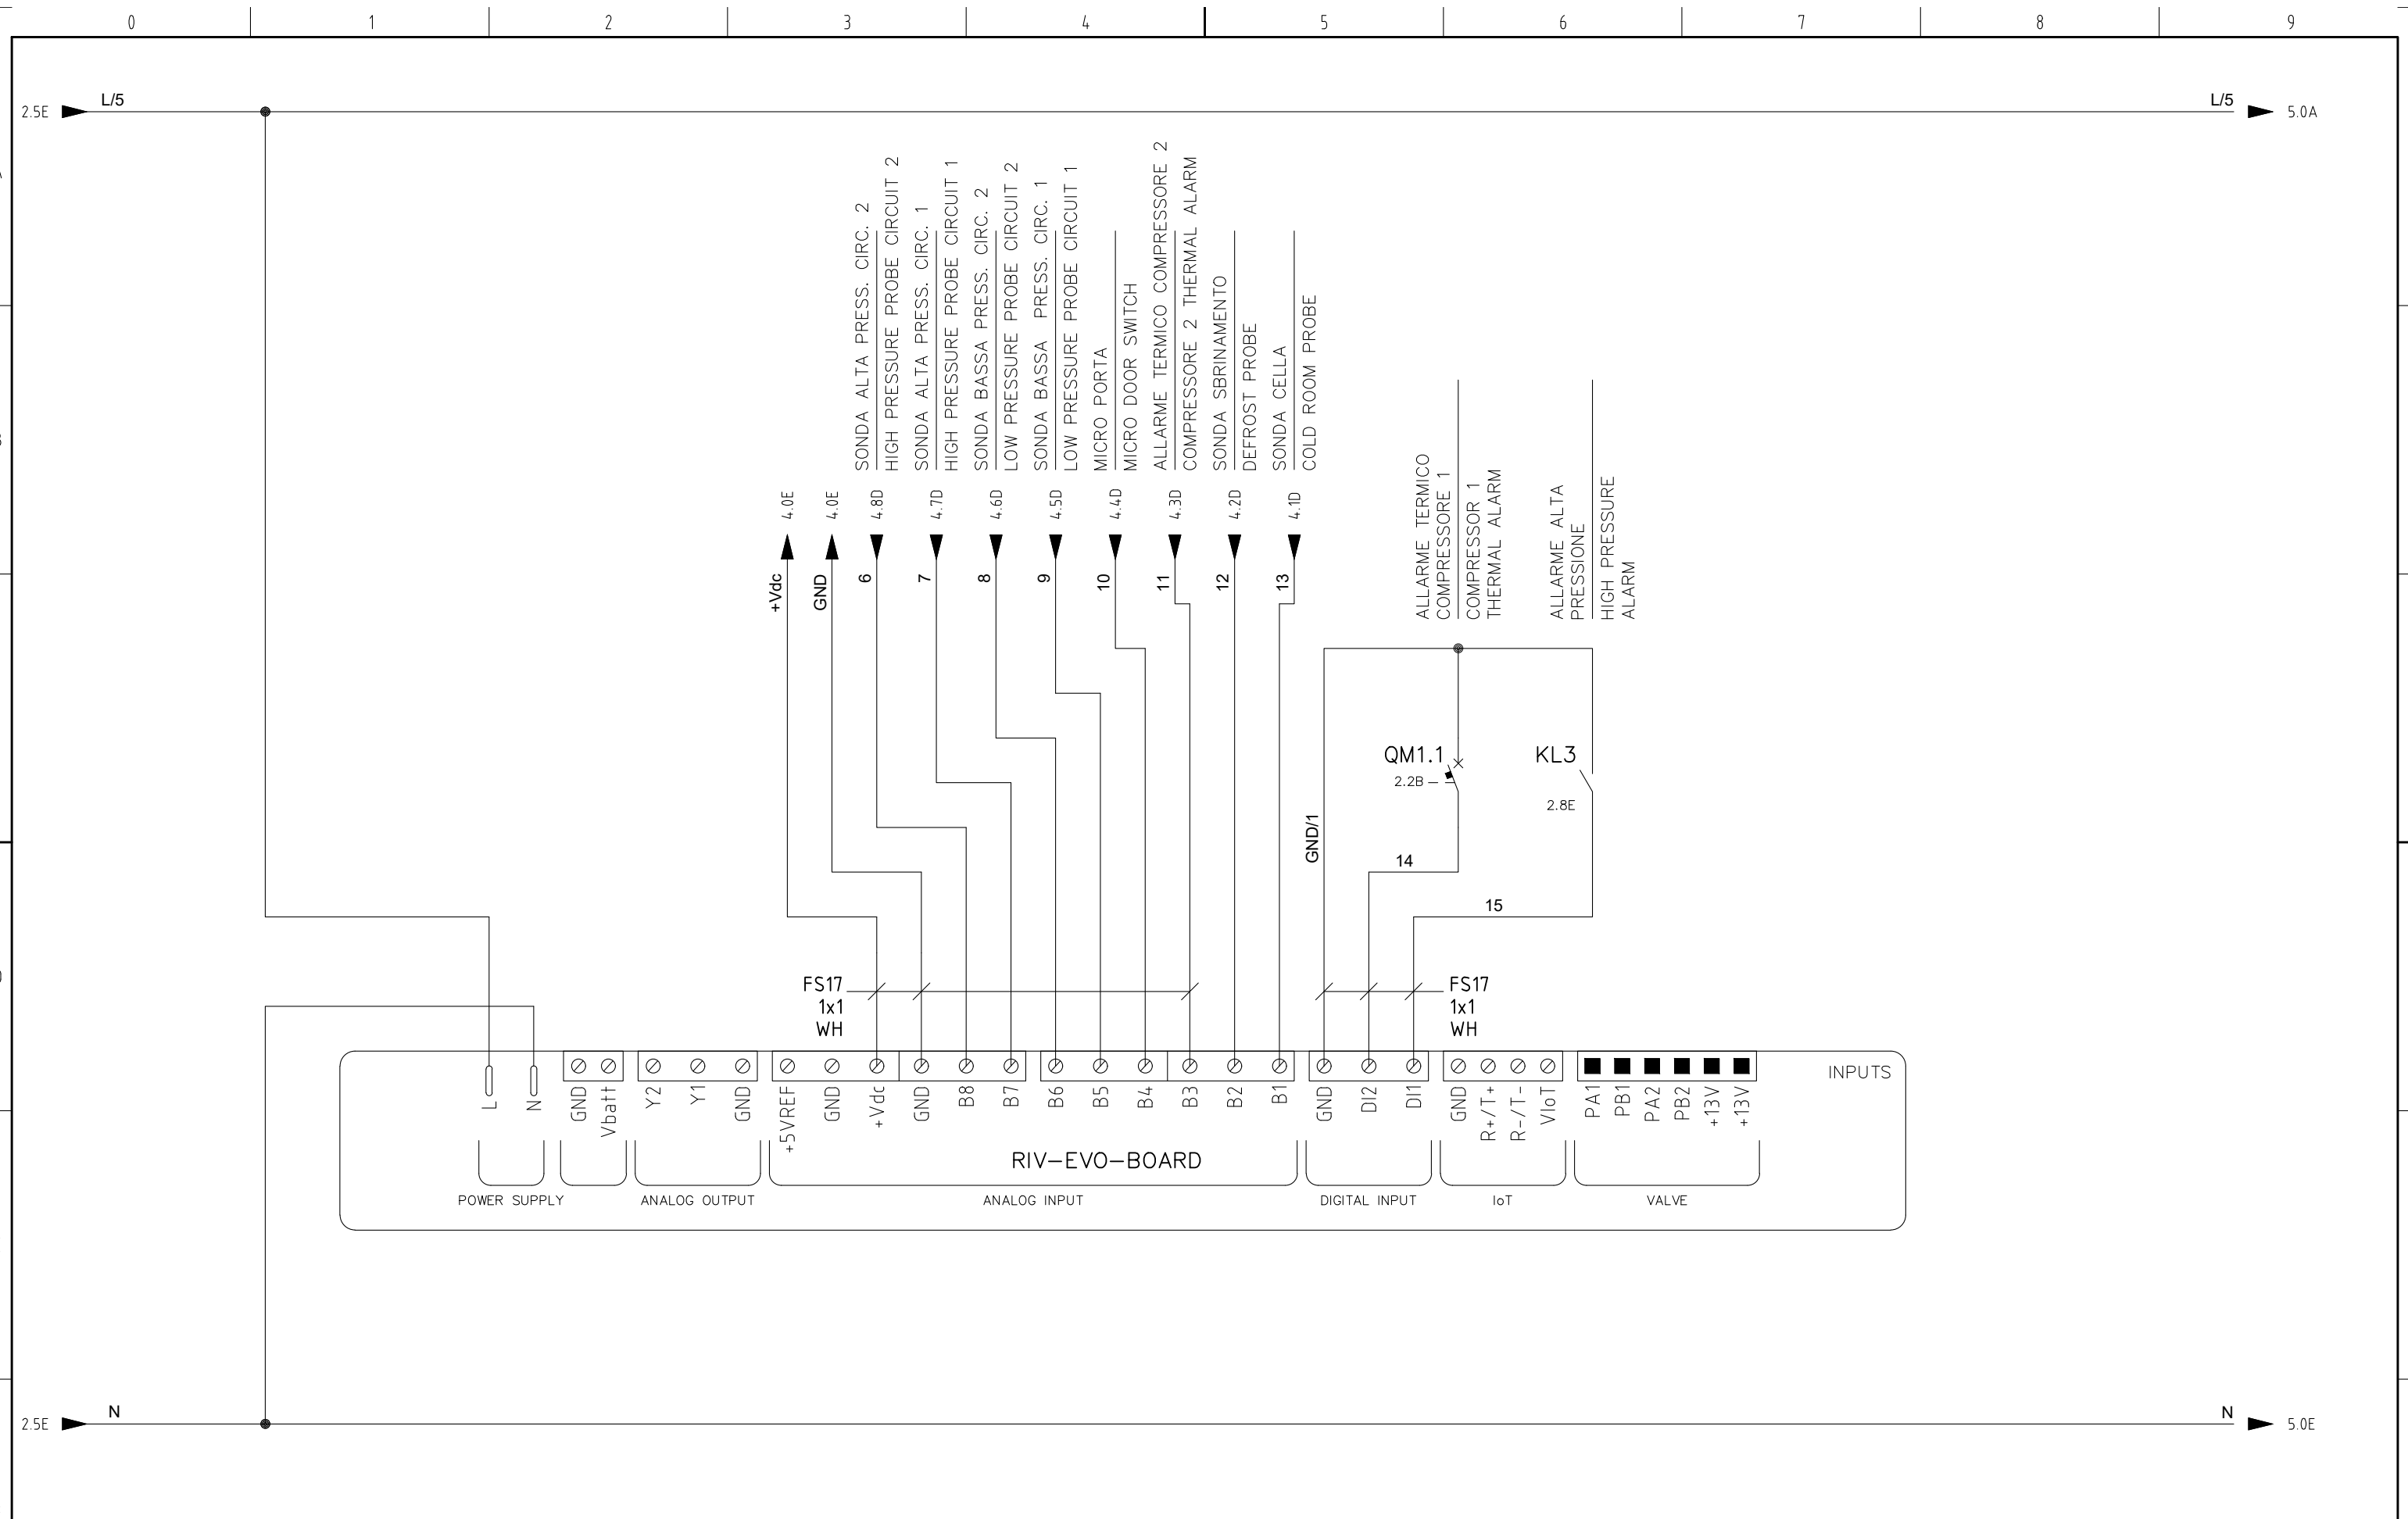 0 1 2 3 4 5 6 7 8 9
2.5E L/5 L/5 5.0A
SONDA ALTA PRESS. CIRC. 2
HIGH PRESSURE PROBE CIRCUIT 2
SONDA ALTA PRESS. CIRC. 1
HIGH PRESSURE PROBE CIRCUIT 1
SONDA BASSA PRESS. CIRC. 2
LOW PRESSURE PROBE CIRCUIT 2
SONDA BASSA PRESS. CIRC. 1
LOW PRESSURE PROBE CIRCUIT 1
MICRO PORTA
MICRO DOOR SWITCH
ALLARME TERMICO COMPRESSORE 2
COMPRESSORE 2 THERMAL ALARM
SONDA SBRINAMENTO
DEFROST PROBE
SONDA CELLA
COLD ROOM PROBE
4.0E 4.0E 4.8D 4.7D 4.6D 4.5D 4.4D 4.3D 4.2D 4.1D
+Vdc GND 6 7 8 9 10 11 12 13
ALLARME TERMICO
COMPRESSORE 1
COMPRESSOR 1
THERMAL ALARM
ALLARME ALTA
PRESSIONE
HIGH PRESSURE
ALARM
QM1.1
2.2B
KL3
2.8E
GND/1
14
15
FS17
1x1
WH
FS17
1x1
WH
INPUTS
L N GND Vbatt Y2 Y1 GND +5VREF GND +Vdc GND B8 B7 B6 B5 B4 B3 B2 B1 GND DI2 DI1 GND R+/T+ R-/T- VIoT PA1 PB1 PA2 PB2 +13V +13V
RIV-EVO-BOARD
POWER SUPPLY ANALOG OUTPUT ANALOG INPUT DIGITAL INPUT IoT VALVE
2.5E N N 5.0E